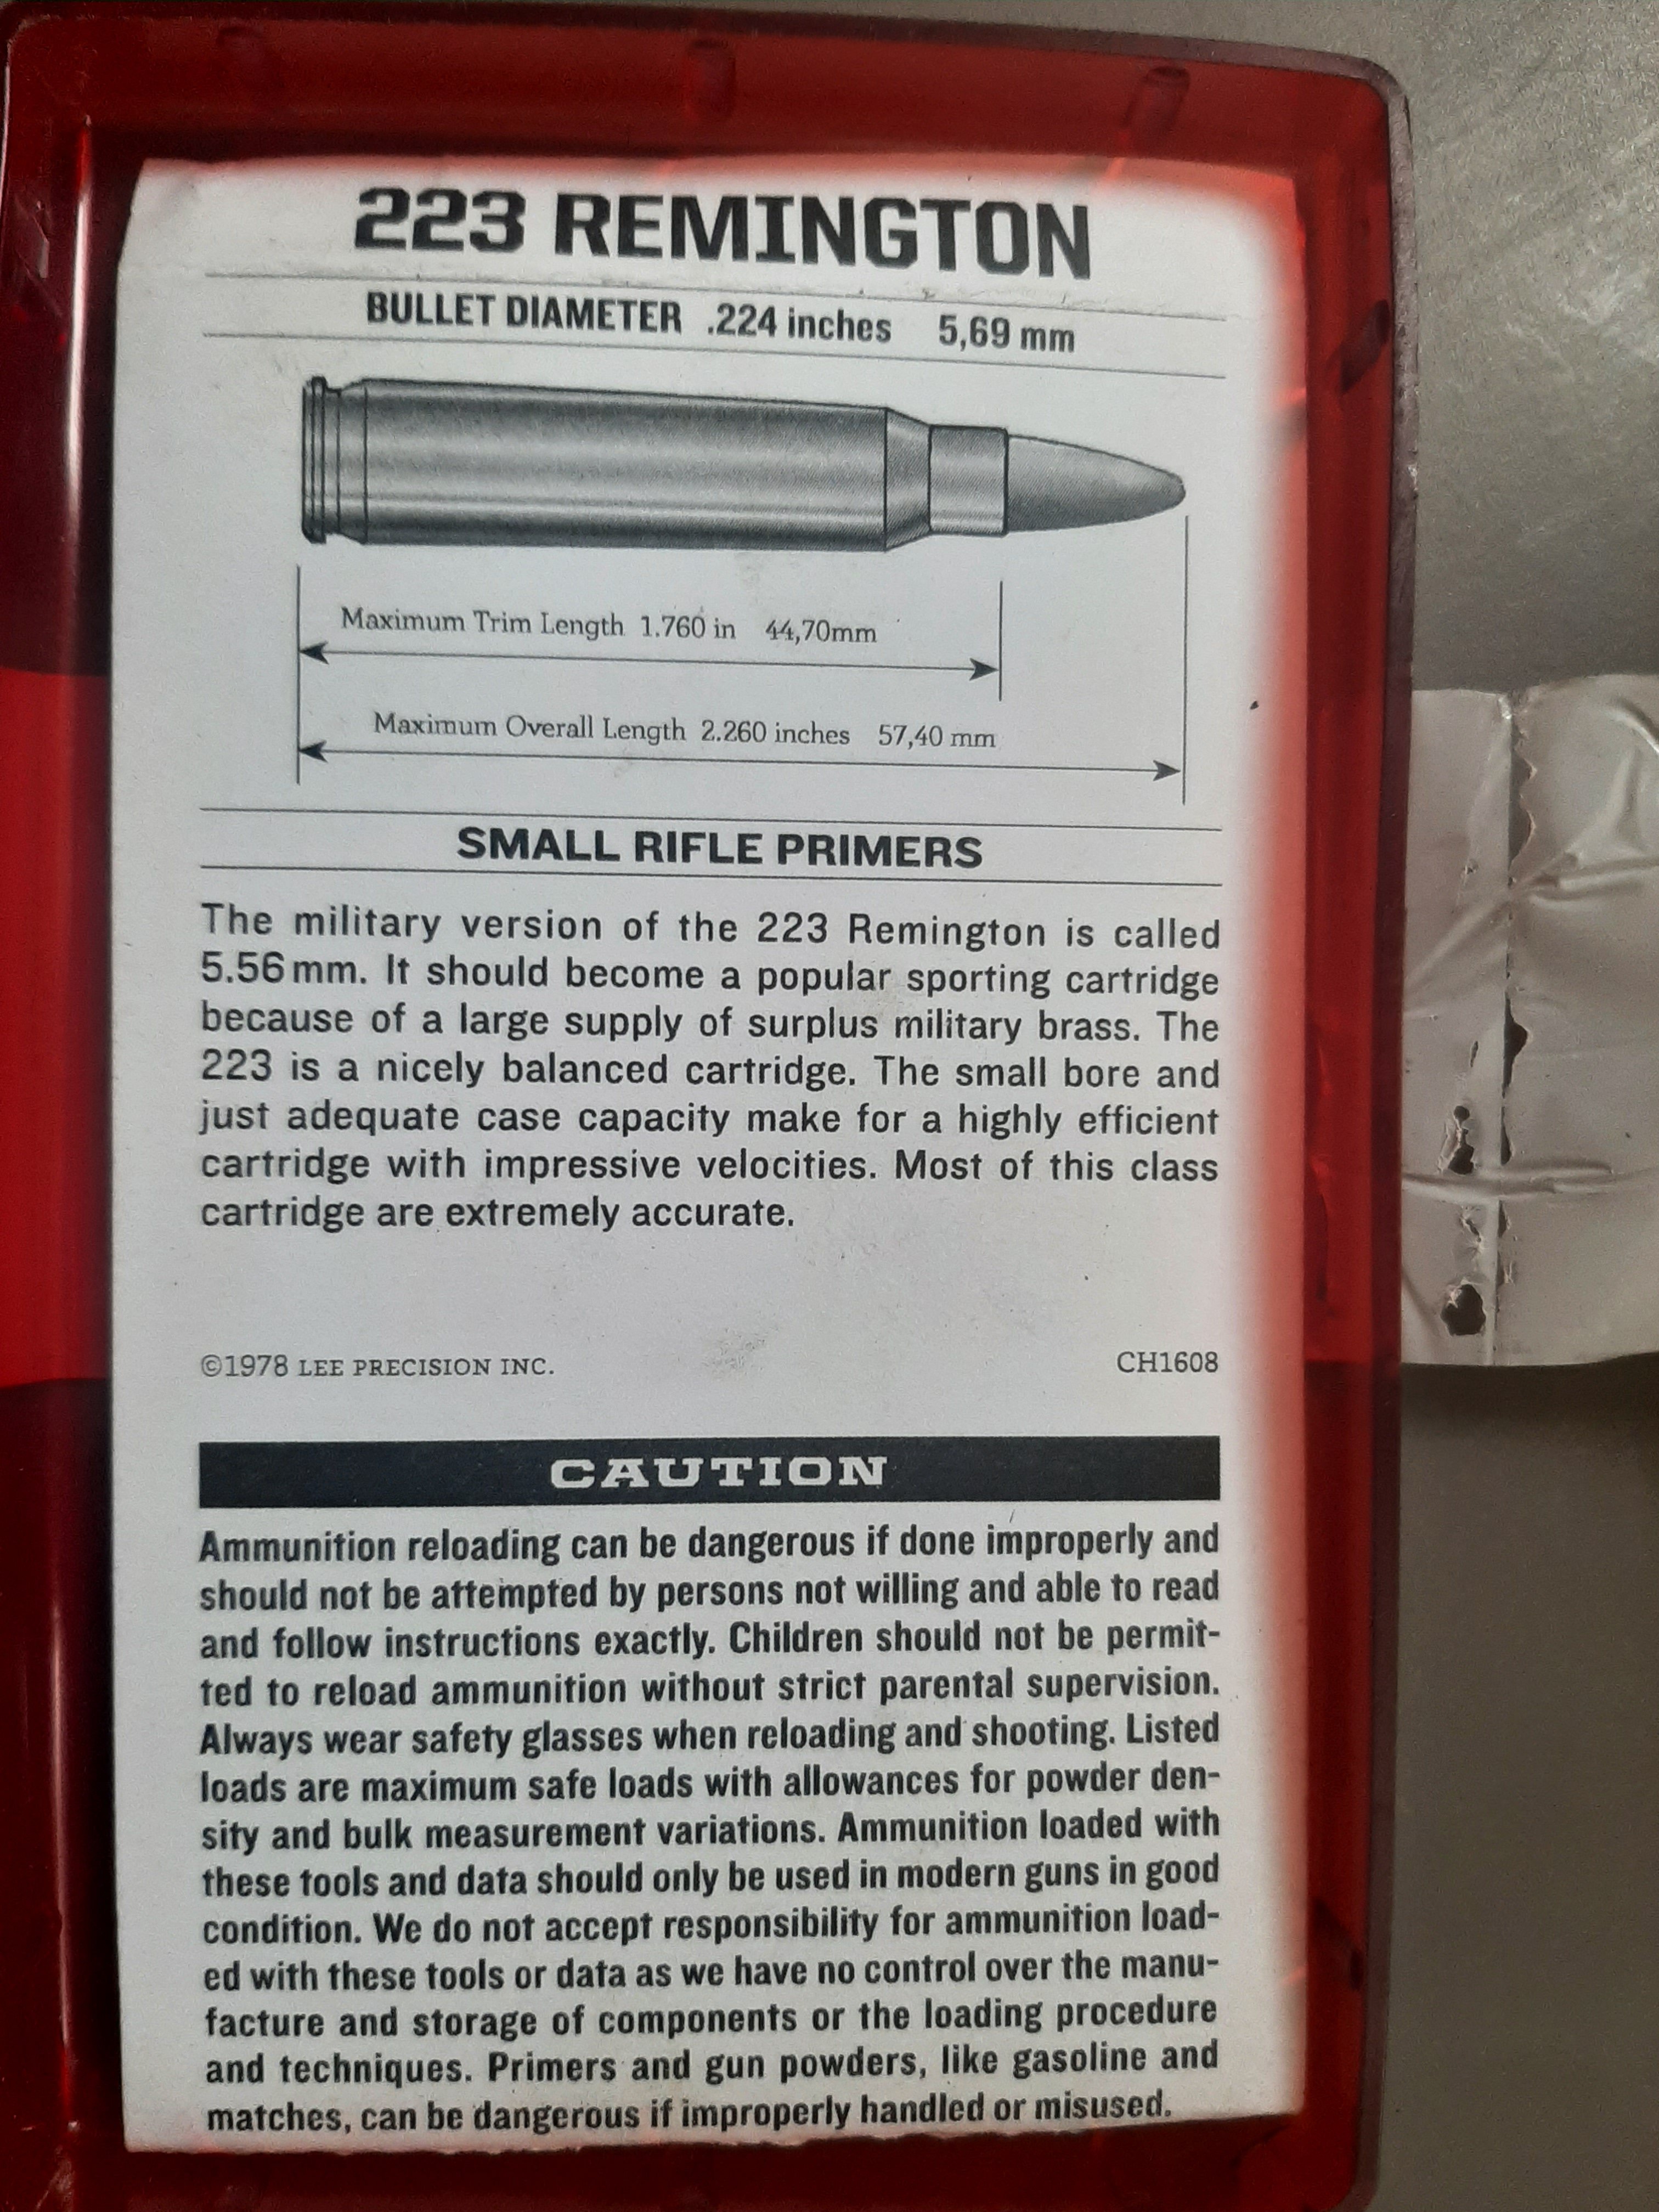 223 REMINGTON
BULLET DIAMETER .224 inches 5,69 mm
Maximum Trim Length 1.760 in 44,70mm
Maximum Overall Length 2.260 inches 57,40 mm
SMALL RIFLE PRIMERS
The military version of the 223 Remington is called
5.56 mm. It should become a popular sporting cartridge
because of a large supply of surplus military brass. The
223 is a nicely balanced cartridge. The small bore and
just adequate case capacity make for a highly efficient
cartridge with impressive velocities. Most of this class
cartridge are extremely accurate.
©1978 LEE PRECISION INC. CH1608
CAUTION
Ammunition reloading can be dangerous if done improperly and
should not be attempted by persons not willing and able to read
and follow instructions exactly. Children should not be permit-
ted to reload ammunition without strict parental supervision.
Always wear safety glasses when reloading and shooting. Listed
loads are maximum safe loads with allowances for powder den-
sity and bulk measurement variations. Ammunition loaded with
these tools and data should only be used in modern guns in good
condition. We do not accept responsibility for ammunition load-
ed with these tools or data as we have no control over the manu-
facture and storage of components or the loading procedure
and techniques. Primers and gun powders, like gasoline and
matches, can be dangerous if improperly handled or misused.